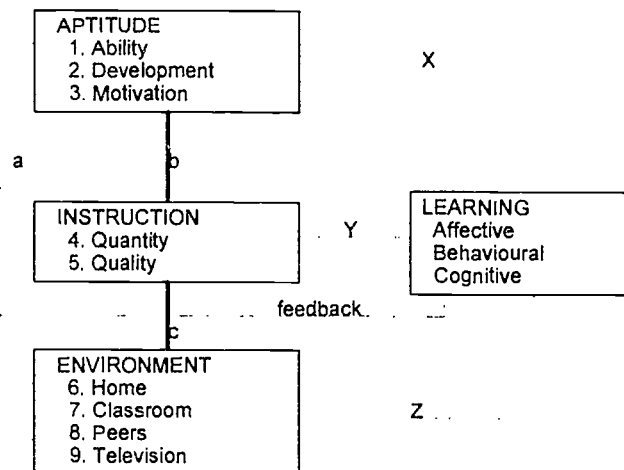 APTITUDE
1. Ability
2. Development
3. Motivation
X
a
b
INSTRUCTION
4. Quantity
5. Quality
Y
LEARNING
Affective
Behavioural
Cognitive
feedback
c
ENVIRONMENT
6. Home
7. Classroom
8. Peers
9. Television
Z